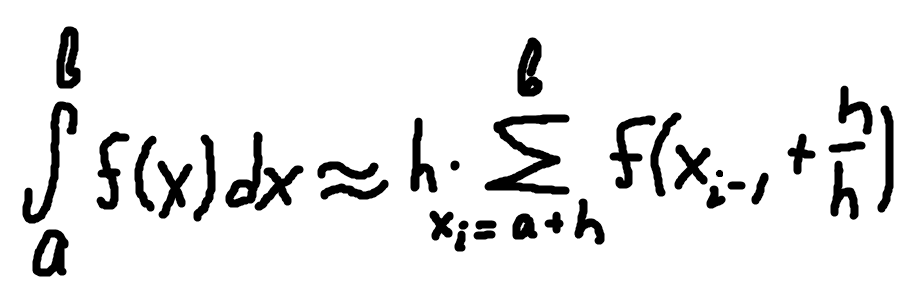 ∫_a^b f(x)dx ≈ h · ∑_{x_i = a + h}^b f(x_{i-1} + h/h)